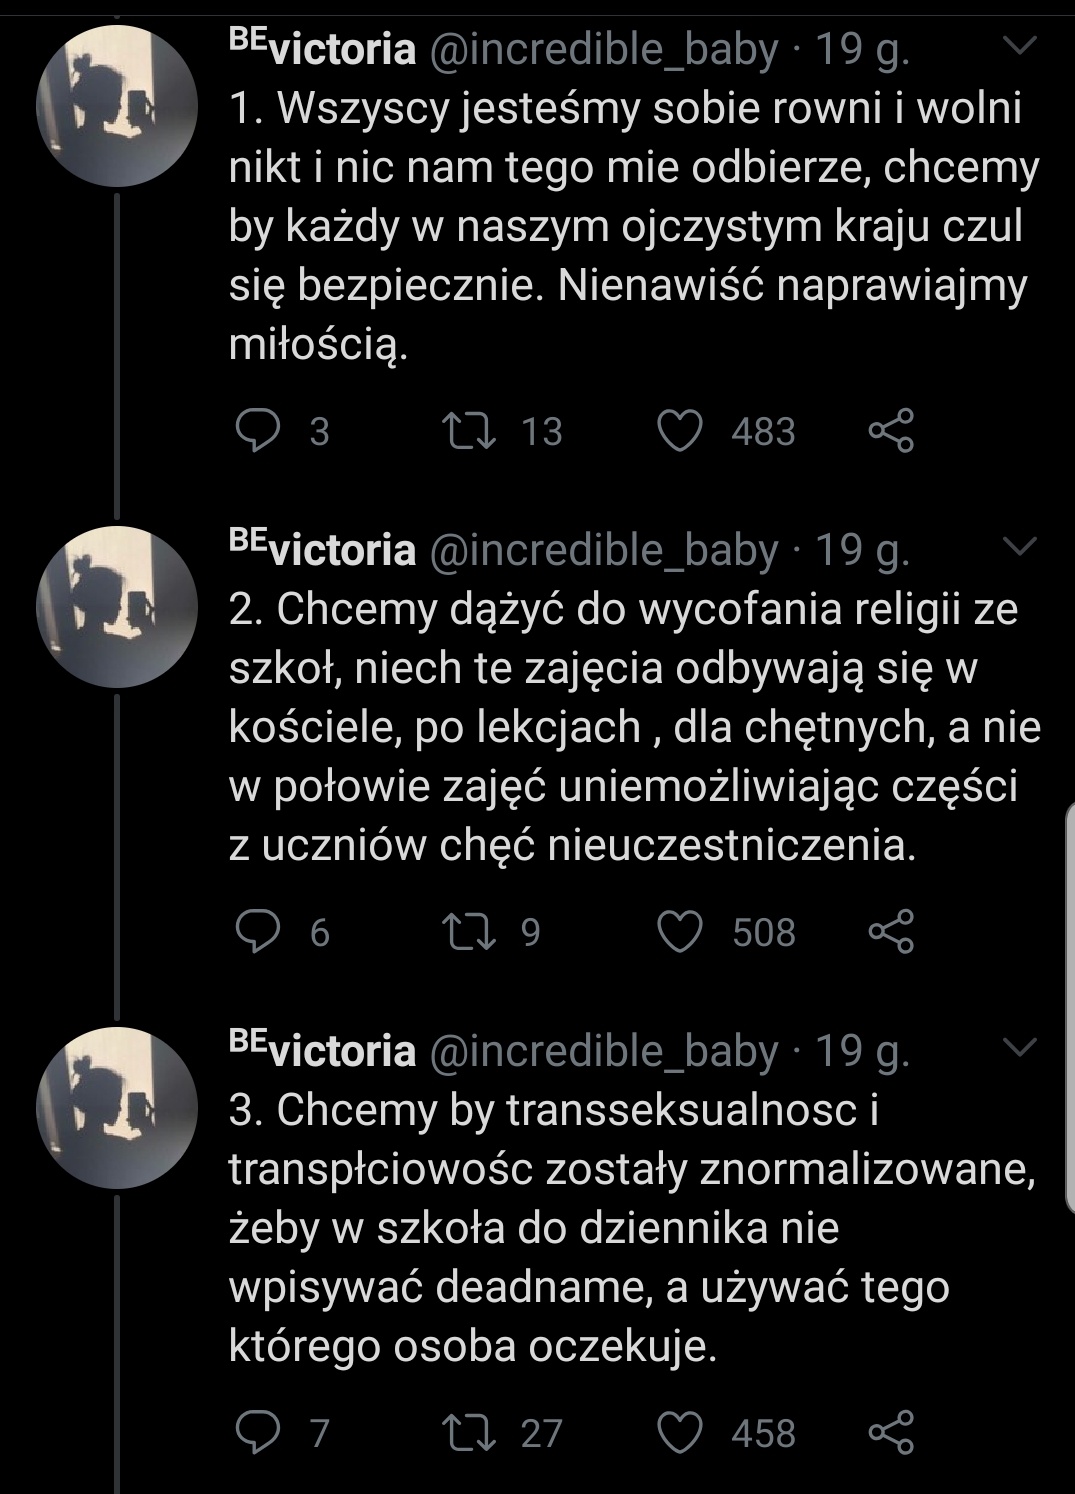 BEvictoria @incredible_baby · 19 g.
1. Wszyscy jesteśmy sobie rowni i wolni
nikt i nic nam tego mie odbierze, chcemy
by każdy w naszym ojczystym kraju czul
się bezpiecznie. Nienawiść naprawiajmy
miłością.
3 13 483
BEvictoria @incredible_baby · 19 g.
2. Chcemy dążyć do wycofania religii ze
szkoł, niech te zajęcia odbywają się w
kościele, po lekcjach , dla chętnych, a nie
w połowie zajęć uniemożliwiając części
z uczniów chęć nieuczestniczenia.
6 9 508
BEvictoria @incredible_baby · 19 g.
3. Chcemy by transseksualnosc i
transpłciowośc zostały znormalizowane,
żeby w szkoła do dziennika nie
wpisywać deadname, a używać tego
którego osoba oczekuje.
7 27 458